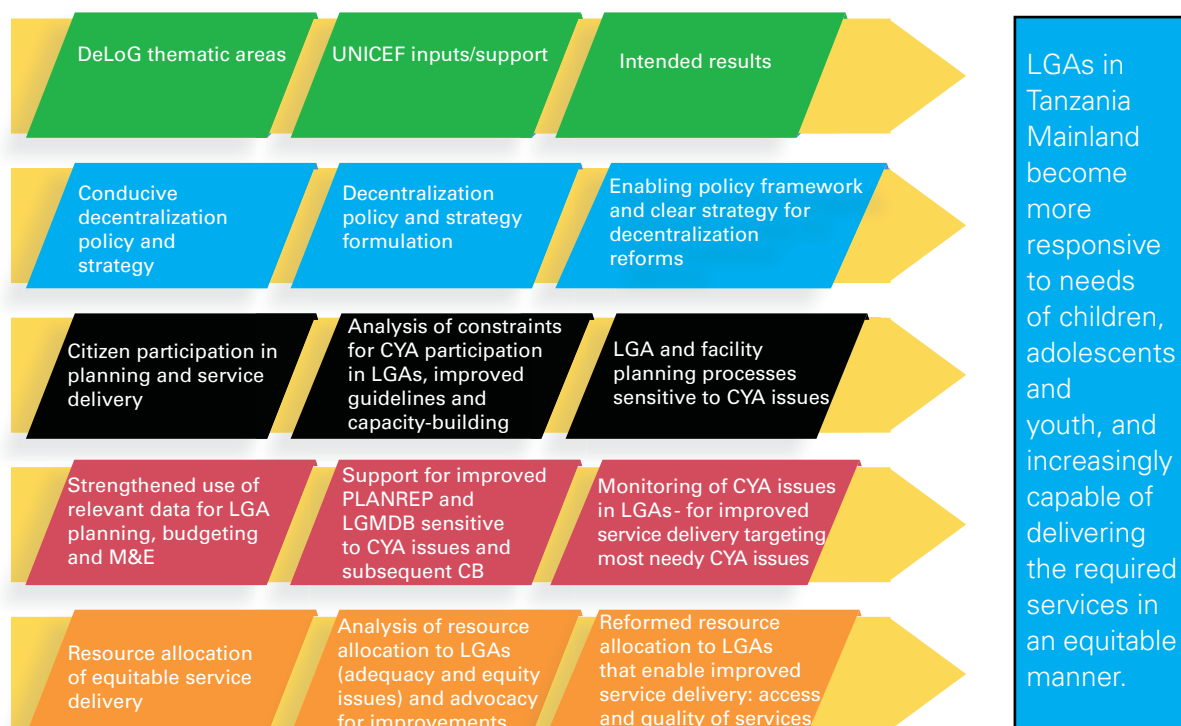 DeLoG thematic areas
UNICEF inputs/support
Intended results
Conducive
decentralization
policy and
strategy
Decentralization
policy and strategy
formulation
Enabling policy framework
and clear strategy for
decentralization
reforms
Citizen participation in
planning and service
delivery
Analysis of constraints
for CYA participation
in LGAs, improved
guidelines and
capacity-building
LGA and facility
planning processes
sensitive to CYA issues
Strengthened use of
relevant data for LGA
planning, budgeting
and M&E
Support for improved
PLANREP and
LGMDB sensitive
to CYA issues and
subsequent CB
Monitoring of CYA issues
in LGAs- for improved
service delivery targeting
most needy CYA issues
Resource allocation
of equitable service
delivery
Analysis of resource
allocation to LGAs
(adequacy and equity
issues) and advocacy
for improvements
Reformed resource
allocation to LGAs
that enable improved
service delivery: access
and quality of services
LGAs in
Tanzania
Mainland
become
more
responsive
to needs
of children,
adolescents
and
youth, and
increasingly
capable of
delivering
the required
services in
an equitable
manner.